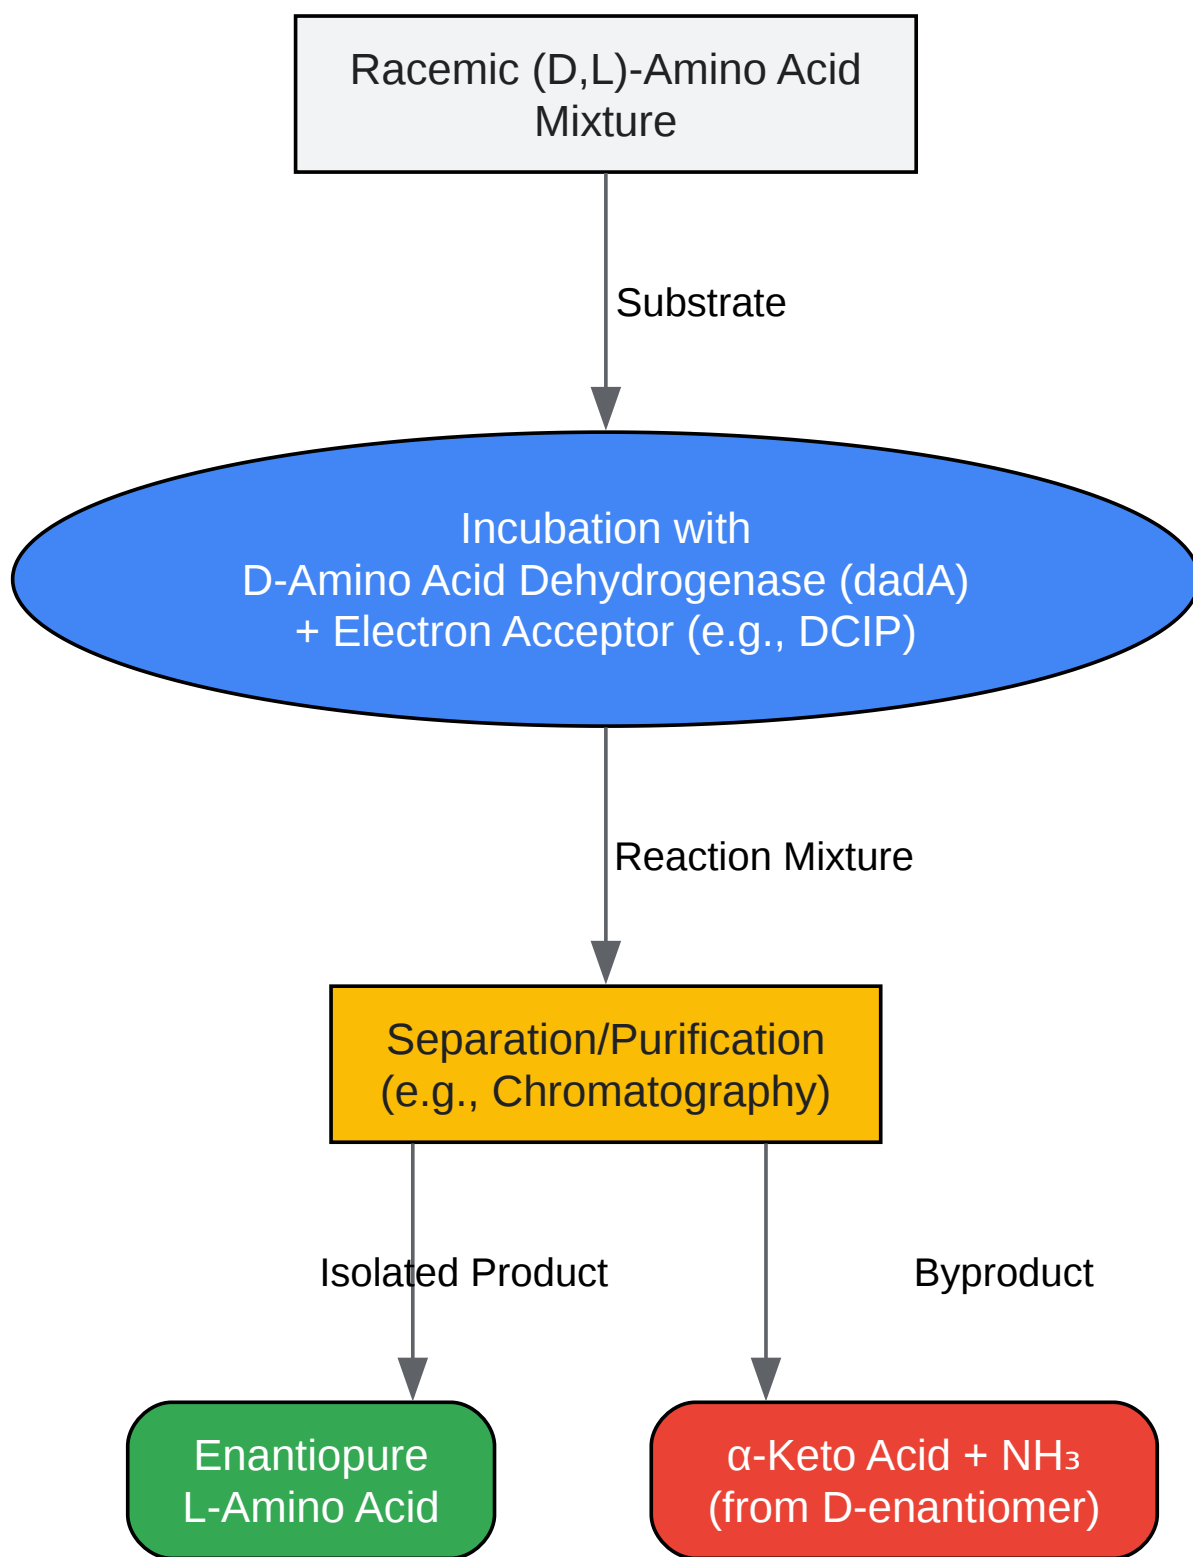 Racemic (D,L)-Amino Acid
Mixture
Substrate
Incubation with
D-Amino Acid Dehydrogenase (dadA)
+ Electron Acceptor (e.g., DCIP)
Reaction Mixture
Separation/Purification
(e.g., Chromatography)
Isolated Product
Byproduct
Enantiopure
L-Amino Acid
α-Keto Acid + NH₃
(from D-enantiomer)